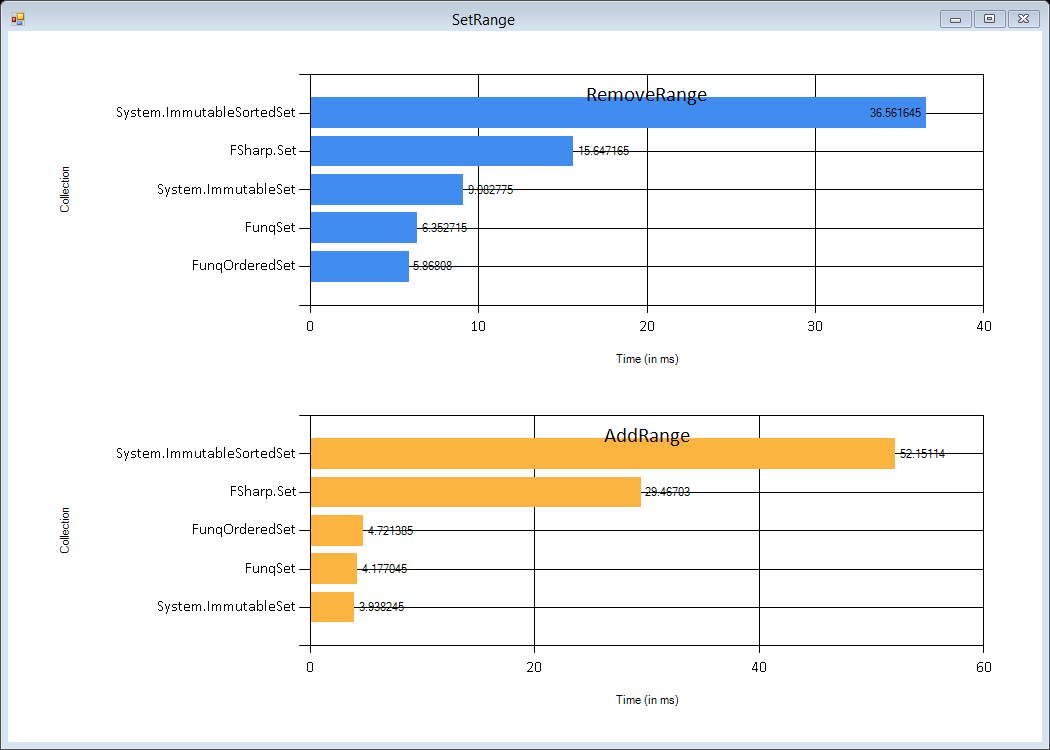 SetRange
RemoveRange
System.ImmutableSortedSet
36.561645
FSharp.Set
15.647165
System.ImmutableSet
9.082775
FunqSet
6.352715
FunqOrderedSet
5.86808
Collection
0 10 20 30 40
Time (in ms)
AddRange
System.ImmutableSortedSet
52.15114
FSharp.Set
29.46703
FunqOrderedSet
4.721385
FunqSet
4.177045
System.ImmutableSet
3.938245
Collection
0 20 40 60
Time (in ms)